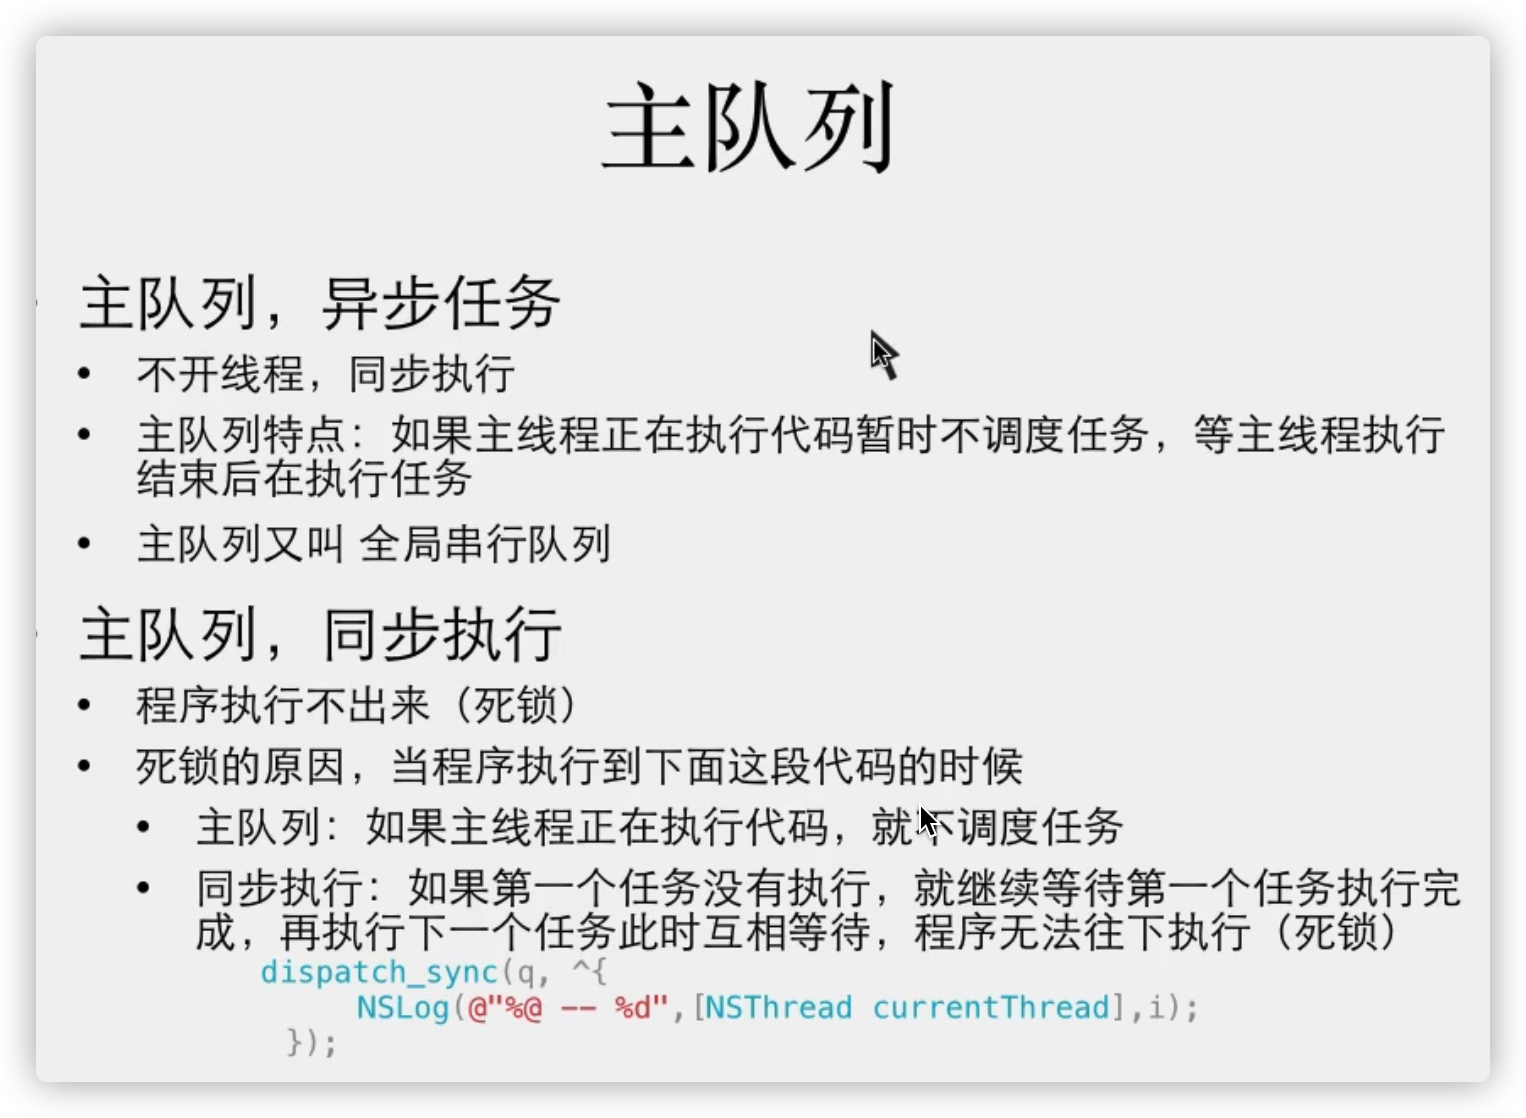 主队列
主队列，异步任务
• 不开线程，同步执行
• 主队列特点：如果主线程正在执行代码暂时不调度任务，等主线程执行
结束后在执行任务
• 主队列又叫 全局串行队列
主队列，同步执行
• 程序执行不出来（死锁）
• 死锁的原因，当程序执行到下面这段代码的时候
• 主队列：如果主线程正在执行代码，就不调度任务
• 同步执行：如果第一个任务没有执行，就继续等待第一个任务执行完
成，再执行下一个任务此时互相等待，程序无法往下执行（死锁）
dispatch_sync(q, ^{
NSLog(@"%@ -- %d",[NSThread currentThread],i);
});